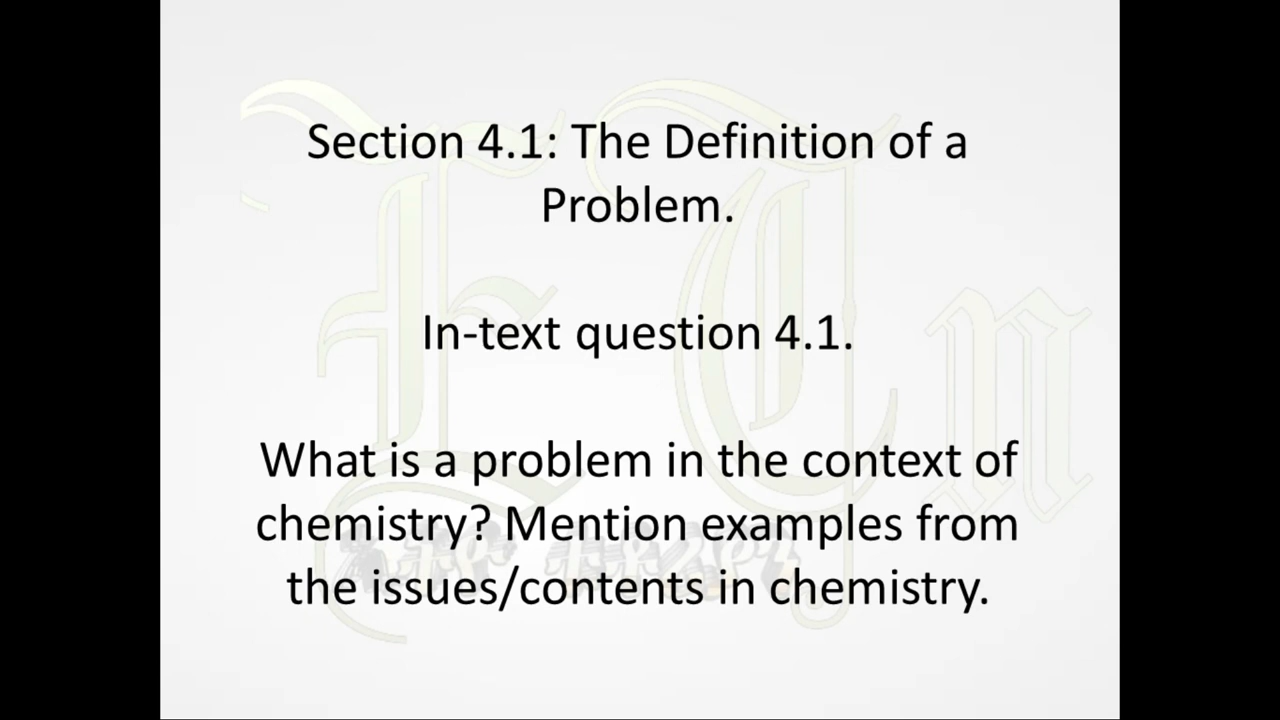 Section 4.1: The Definition of a
Problem.
In-text question 4.1.
What is a problem in the context of
chemistry? Mention examples from
the issues/contents in chemistry.